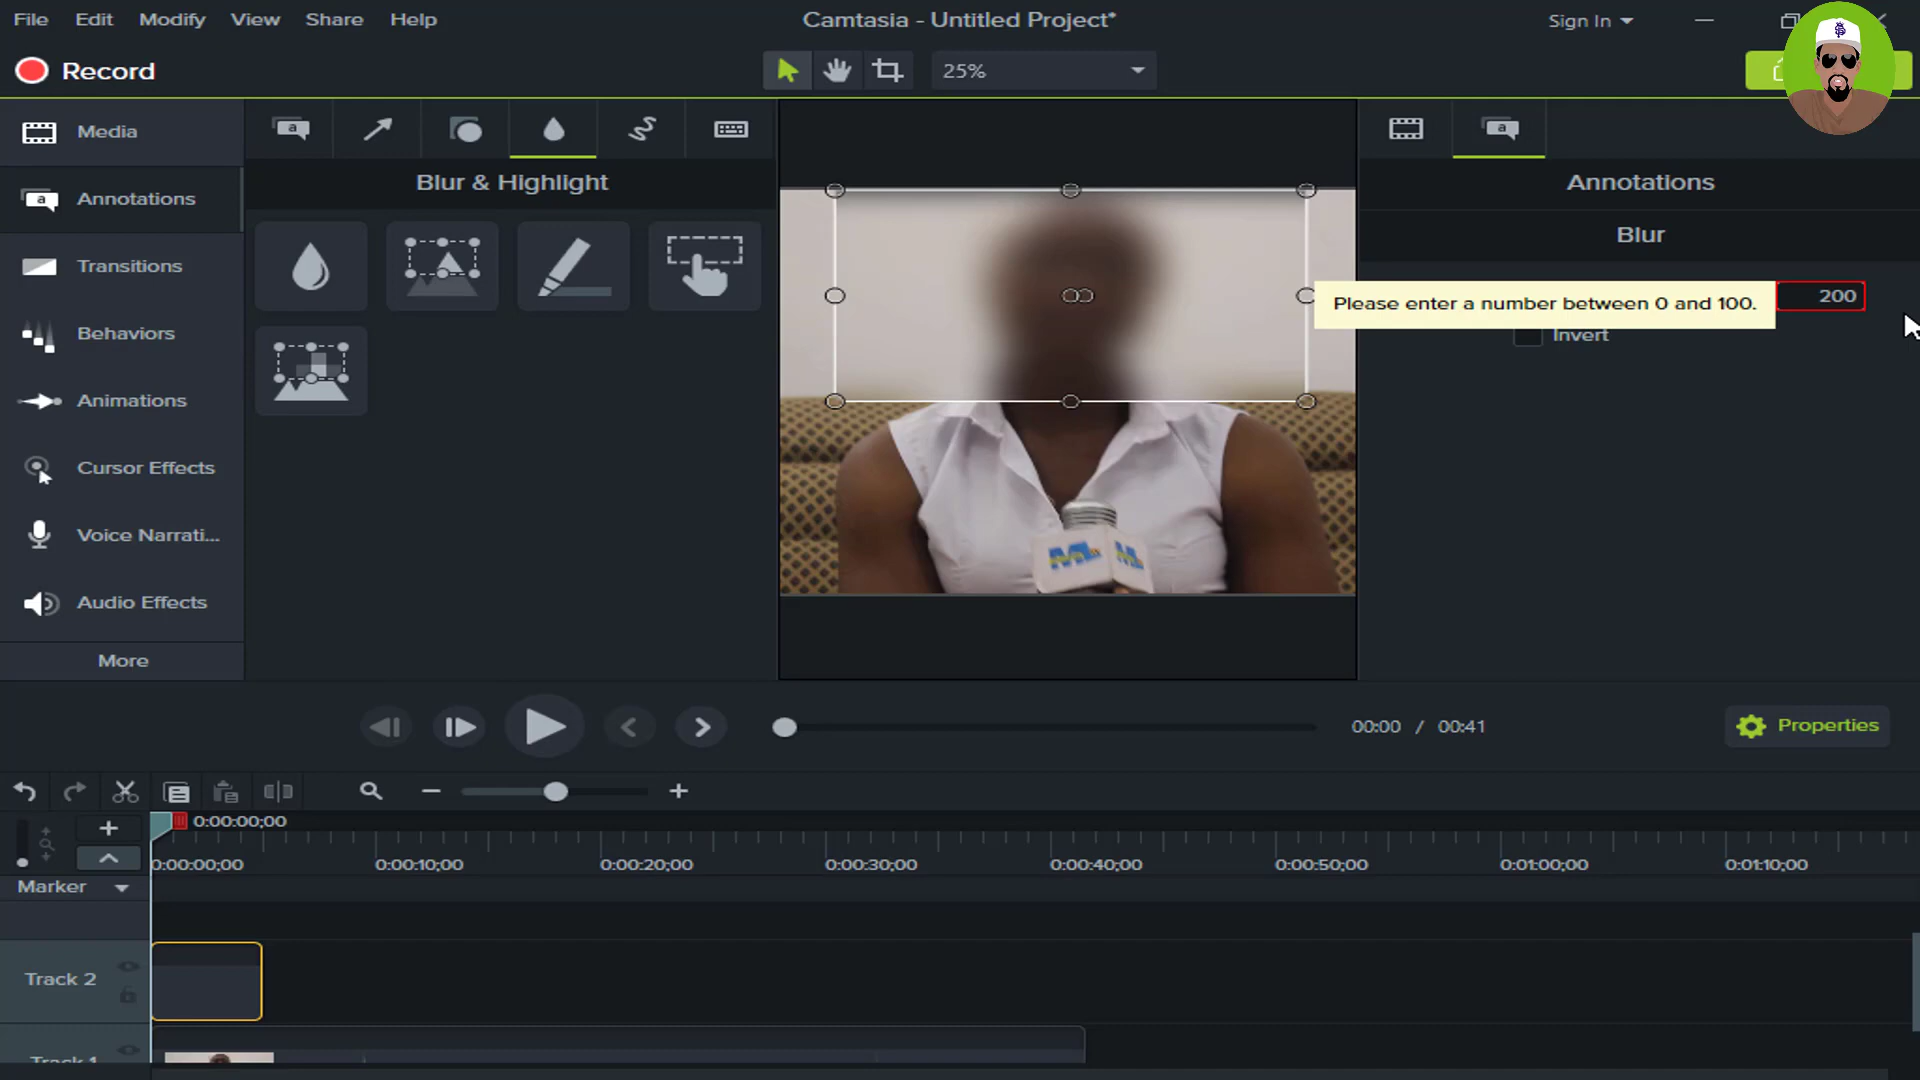 File Edit Modify View Share Help
Camtasia - Untitled Project*
Sign In
Record
25%
Media
Annotations
Transitions
Behaviors
Animations
Cursor Effects
Voice Narrati...
Audio Effects
More
a
Blur & Highlight
a
Annotations
Blur
Please enter a number between 0 and 100.
200
Invert
00:00 / 00:41
Properties
0:00:00;00
0:00:00;00 0:00:10;00 0:00:20;00 0:00:30;00 0:00:40;00 0:00:50;00 0:01:00;00 0:01:10;00
Marker
Track 2
Track 1